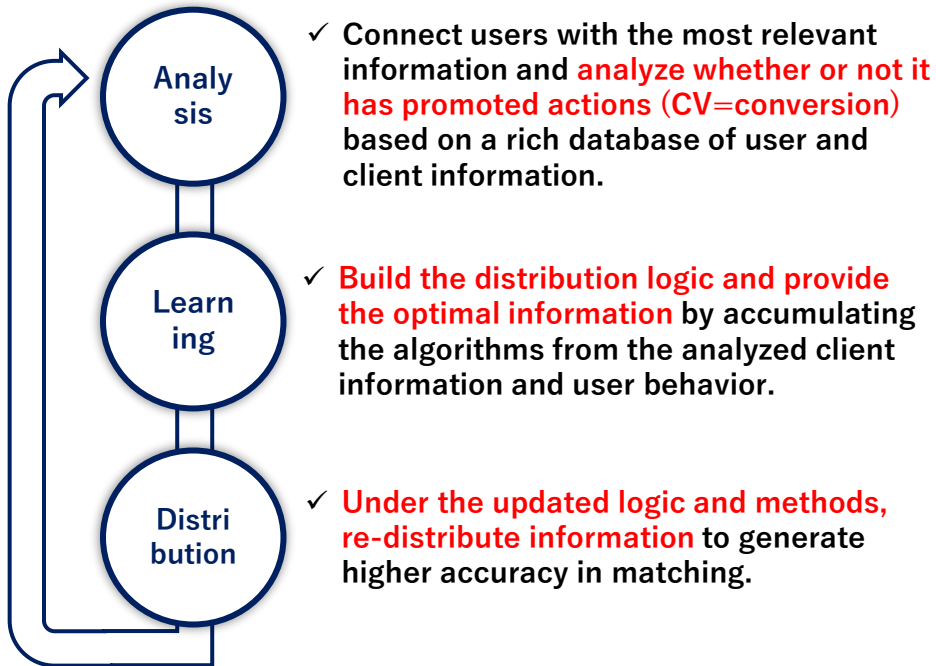 Analy
sis
✓ Connect users with the most relevant
information and analyze whether or not it
has promoted actions (CV=conversion)
based on a rich database of user and
client information.
Learn
ing
✓ Build the distribution logic and provide
the optimal information by accumulating
the algorithms from the analyzed client
information and user behavior.
Distri
bution
✓ Under the updated logic and methods,
re-distribute information to generate
higher accuracy in matching.